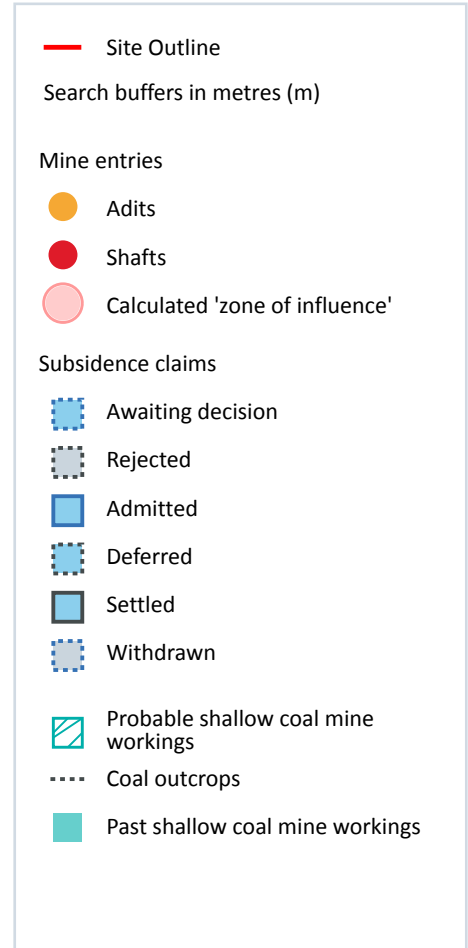 Site Outline
Search buffers in metres (m)
Mine entries
Adits
Shafts
Calculated 'zone of influence'
Subsidence claims
Awaiting decision
Rejected
Admitted
Deferred
Settled
Withdrawn
Probable shallow coal mine
workings
Coal outcrops
Past shallow coal mine workings